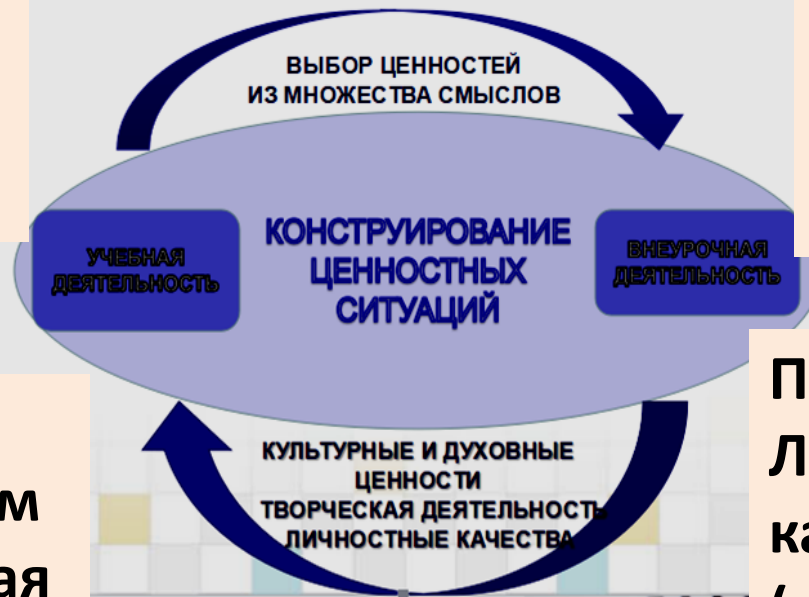 ВЫБОР ЦЕННОСТЕЙ
ИЗ МНОЖЕСТВА СМЫСЛОВ
УЧЕБНАЯ
ДЕЯТЕЛЬНОСТЬ
КОНСТРУИРОВАНИЕ
ЦЕННОСТНЫХ
СИТУАЦИЙ
ВНЕУРОЧНАЯ
ДЕЯТЕЛЬНОСТЬ
КУЛЬТУРНЫЕ И ДУХОВНЫЕ
ЦЕННОСТИ
ТВОРЧЕСКАЯ ДЕЯТЕЛЬНОСТЬ
ЛИЧНОСТНЫЕ КАЧЕСТВА